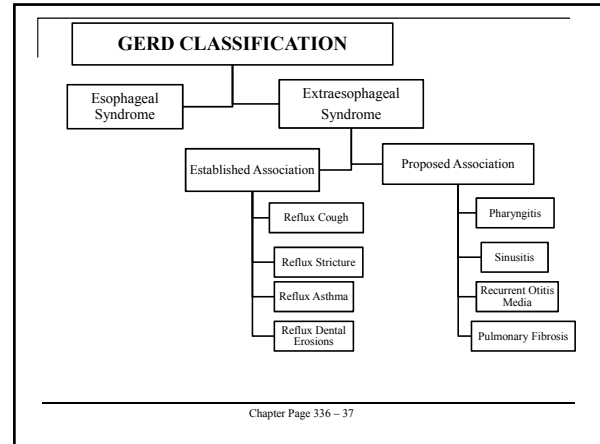 GERD CLASSIFICATION
Esophageal
Syndrome
Extraesophageal
Syndrome
Established Association
Proposed Association
Reflux Cough
Reflux Stricture
Reflux Asthma
Reflux Dental
Erosions
Pharyngitis
Sinusitis
Recurrent Otitis
Media
Pulmonary Fibrosis
Chapter Page 336 – 37